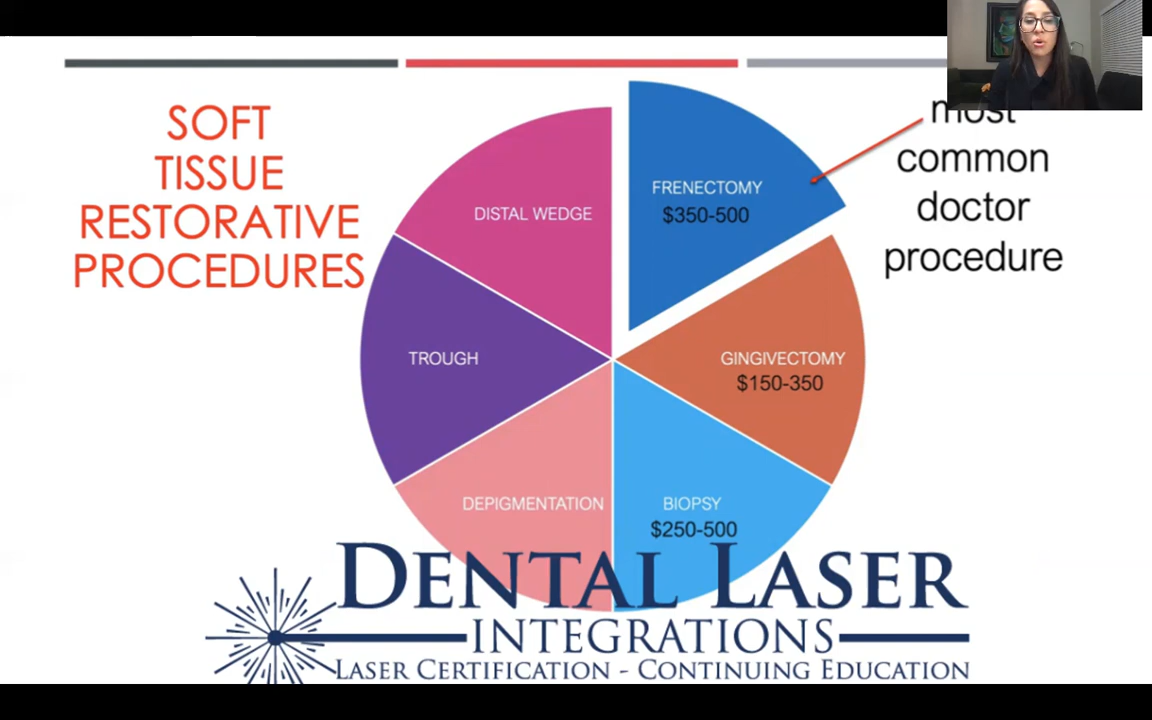 SOFT
TISSUE
RESTORATIVE
PROCEDURES
most
common
doctor
procedure
FRENECTOMY
$350-500
DISTAL WEDGE
TROUGH
GINGIVECTOMY
$150-350
DEPIGMENTATION
BIOPSY
$250-500
DENTAL LASER
INTEGRATIONS
LASER CERTIFICATION - CONTINUING EDUCATION